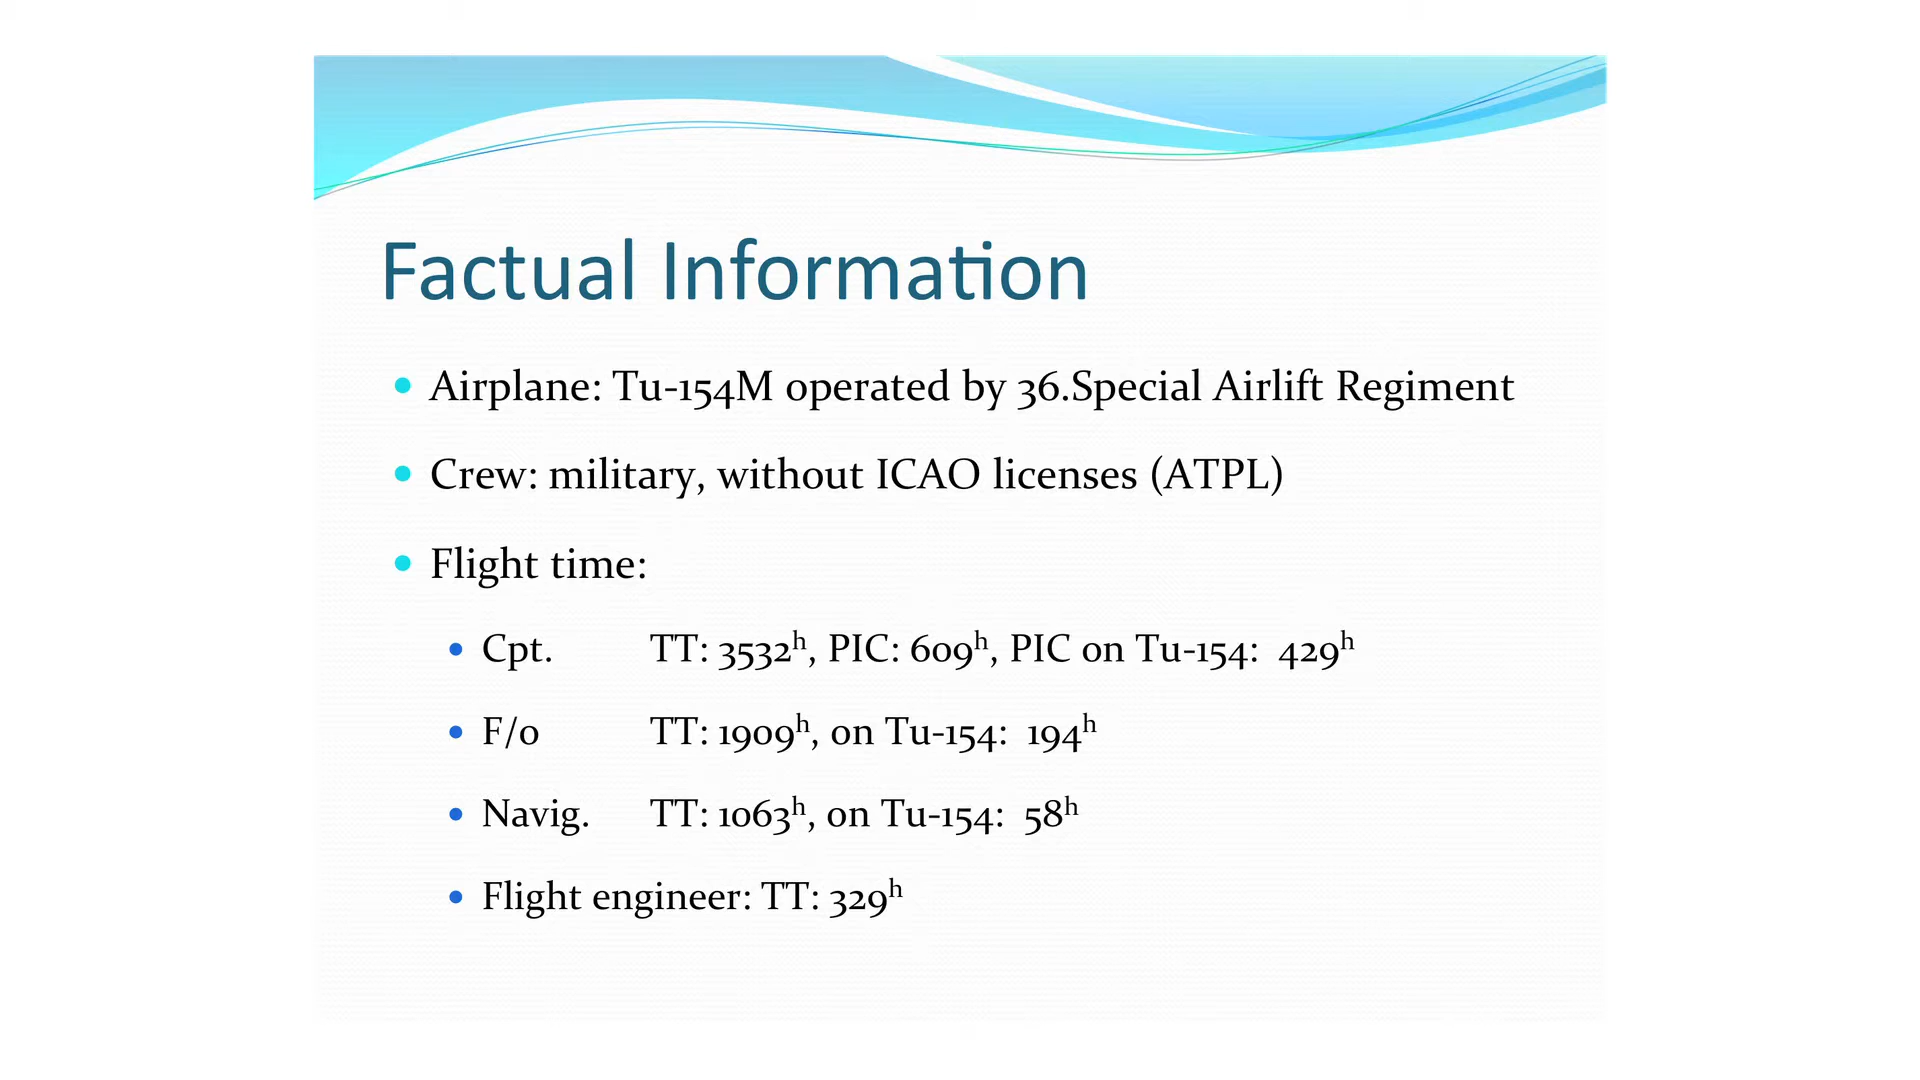 Factual Information
Airplane: Tu-154M operated by 36.Special Airlift Regiment
Crew: military, without ICAO licenses (ATPL)
Flight time:
Cpt. TT: 3532ʰ, PIC: 609ʰ, PIC on Tu-154: 429ʰ
F/o TT: 1909ʰ, on Tu-154: 194ʰ
Navig. TT: 1063ʰ, on Tu-154: 58ʰ
Flight engineer: TT: 329ʰ